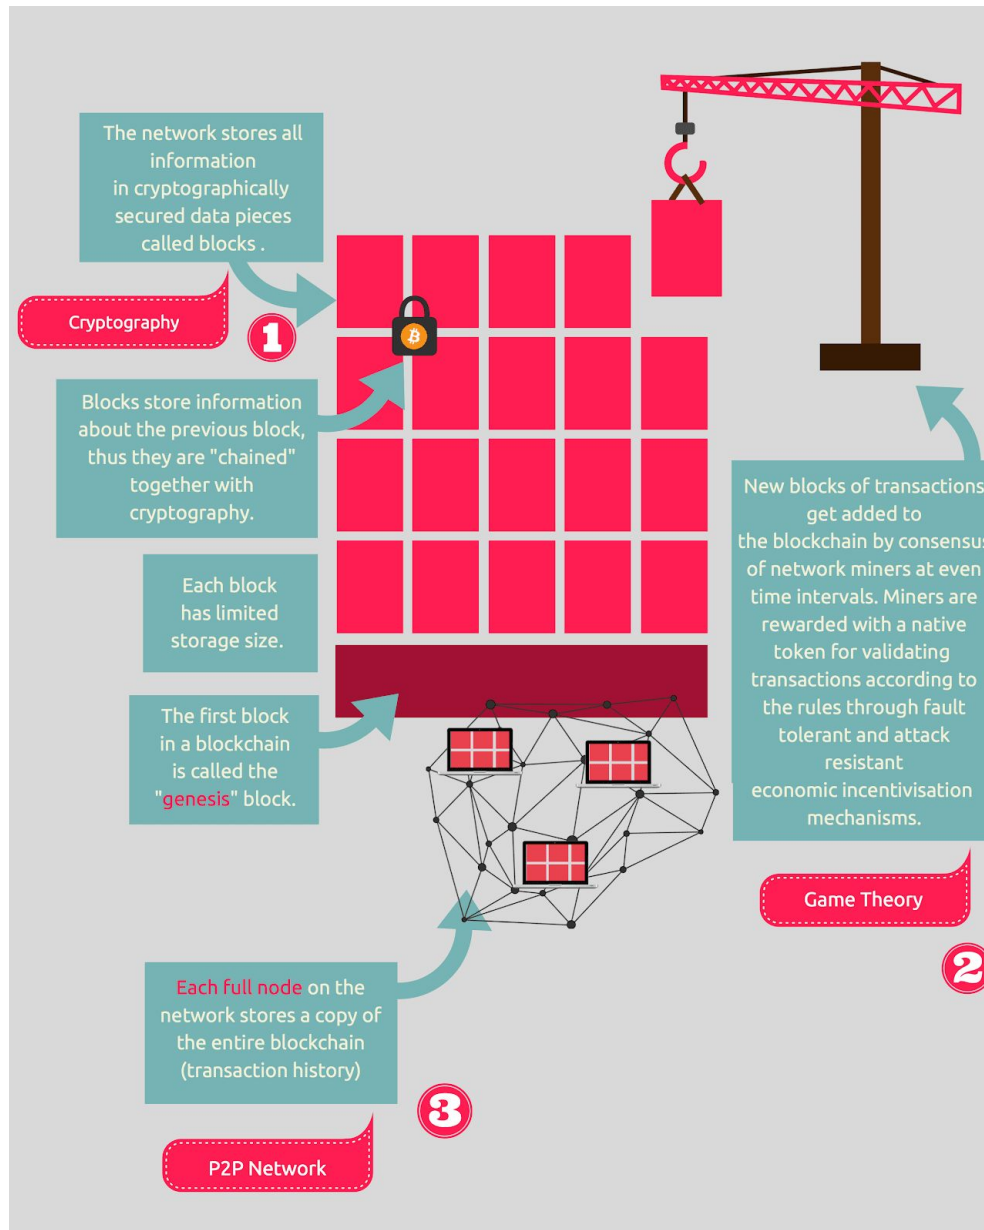 The network stores all
information
in cryptographically
secured data pieces
called blocks .
Cryptography
1
Blocks store information
about the previous block,
thus they are "chained"
together with
cryptography.
Each block
has limited
storage size.
The first block
in a blockchain
is called the
"genesis" block.
New blocks of transactions
get added to
the blockchain by consensus
of network miners at even
time intervals. Miners are
rewarded with a native
token for validating
transactions according to
the rules through fault
tolerant and attack
resistant
economic incentivisation
mechanisms.
Game Theory
2
Each full node on the
network stores a copy of
the entire blockchain
(transaction history)
3
P2P Network